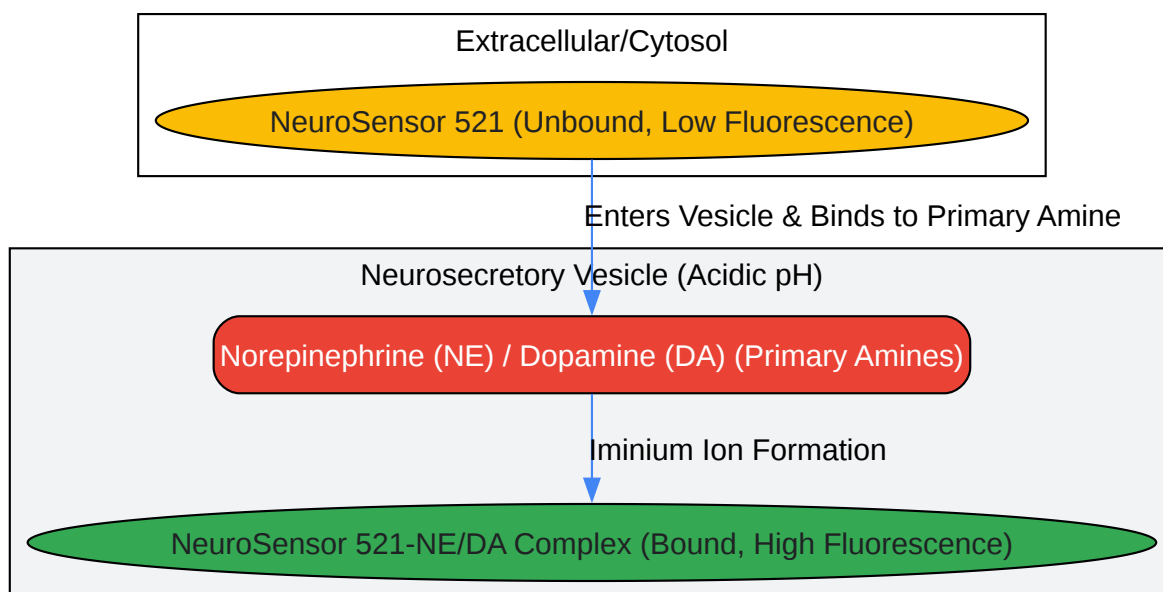 Extracellular/Cytosol
NeuroSensor 521 (Unbound, Low Fluorescence)
Enters Vesicle & Binds to Primary Amine
Neurosecretory Vesicle (Acidic pH)
Norepinephrine (NE) / Dopamine (DA) (Primary Amines)
Iminium Ion Formation
NeuroSensor 521-NE/DA Complex (Bound, High Fluorescence)